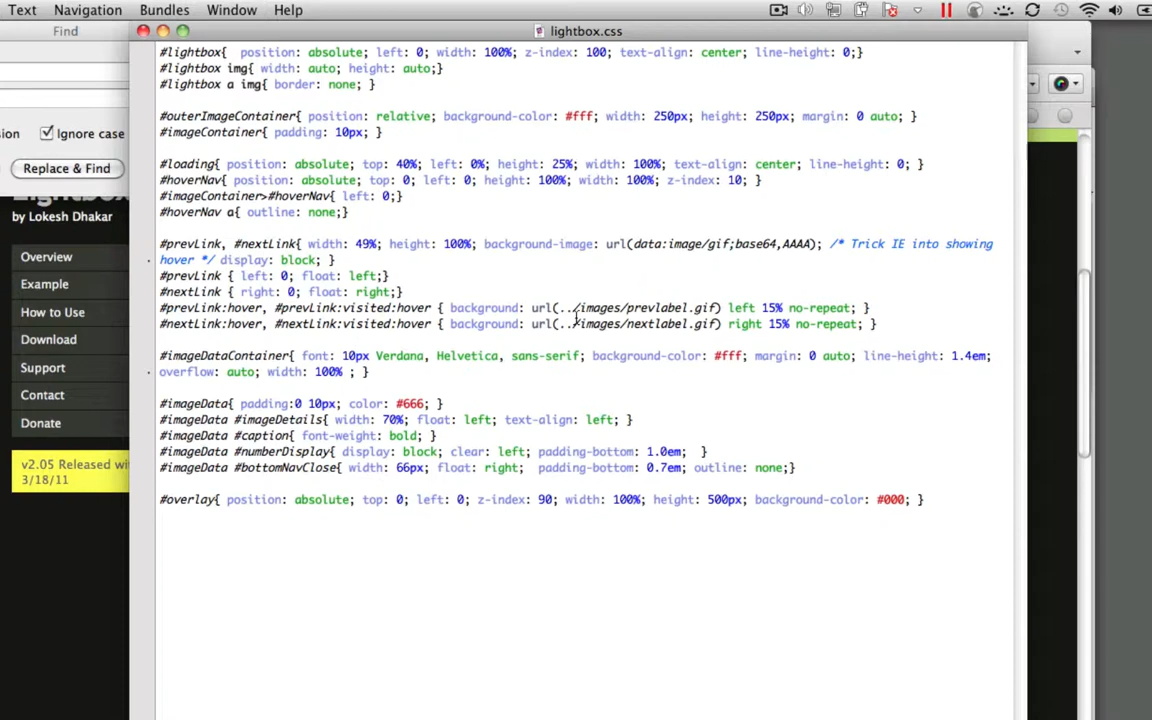 Text Navigation Bundles Window Help
Find
lightbox.css
#lightbox{ position: absolute; left: 0; width: 100%; z-index: 100; text-align: center; line-height: 0;}
#lightbox img{ width: auto; height: auto;}
#lightbox a img{ border: none; }
#outerImageContainer{ position: relative; background-color: #fff; width: 250px; height: 250px; margin: 0 auto; }
#imageContainer{ padding: 10px; }
#loading{ position: absolute; top: 40%; left: 0%; height: 25%; width: 100%; text-align: center; line-height: 0; }
#hoverNav{ position: absolute; top: 0; left: 0; height: 100%; width: 100%; z-index: 10; }
#imageContainer>#hoverNav{ left: 0;}
#hoverNav a{ outline: none;}
#prevLink, #nextLink{ width: 49%; height: 100%; background-image: url(data:image/gif;base64,AAAA); /* Trick IE into showing
hover */ display: block; }
#prevLink { left: 0; float: left;}
#nextLink { right: 0; float: right;}
#prevLink:hover, #prevLink:visited:hover { background: url(../images/prevlabel.gif) left 15% no-repeat; }
#nextLink:hover, #nextLink:visited:hover { background: url(../images/nextlabel.gif) right 15% no-repeat; }
#imageDataContainer{ font: 10px Verdana, Helvetica, sans-serif; background-color: #fff; margin: 0 auto; line-height: 1.4em;
overflow: auto; width: 100% ; }
#imageData{ padding:0 10px; color: #666; }
#imageData #imageDetails{ width: 70%; float: left; text-align: left; }
#imageData #caption{ font-weight: bold; }
#imageData #numberDisplay{ display: block; clear: left; padding-bottom: 1.0em; }
#imageData #bottomNavClose{ width: 66px; float: right; padding-bottom: 0.7em; outline: none;}
#overlay{ position: absolute; top: 0; left: 0; z-index: 90; width: 100%; height: 500px; background-color: #000; }
sion Ignore case
Replace & Find
Lightbox
by Lokesh Dhakar
Overview
Example
How to Use
Download
Support
Contact
Donate
v2.05 Released wit
3/18/11